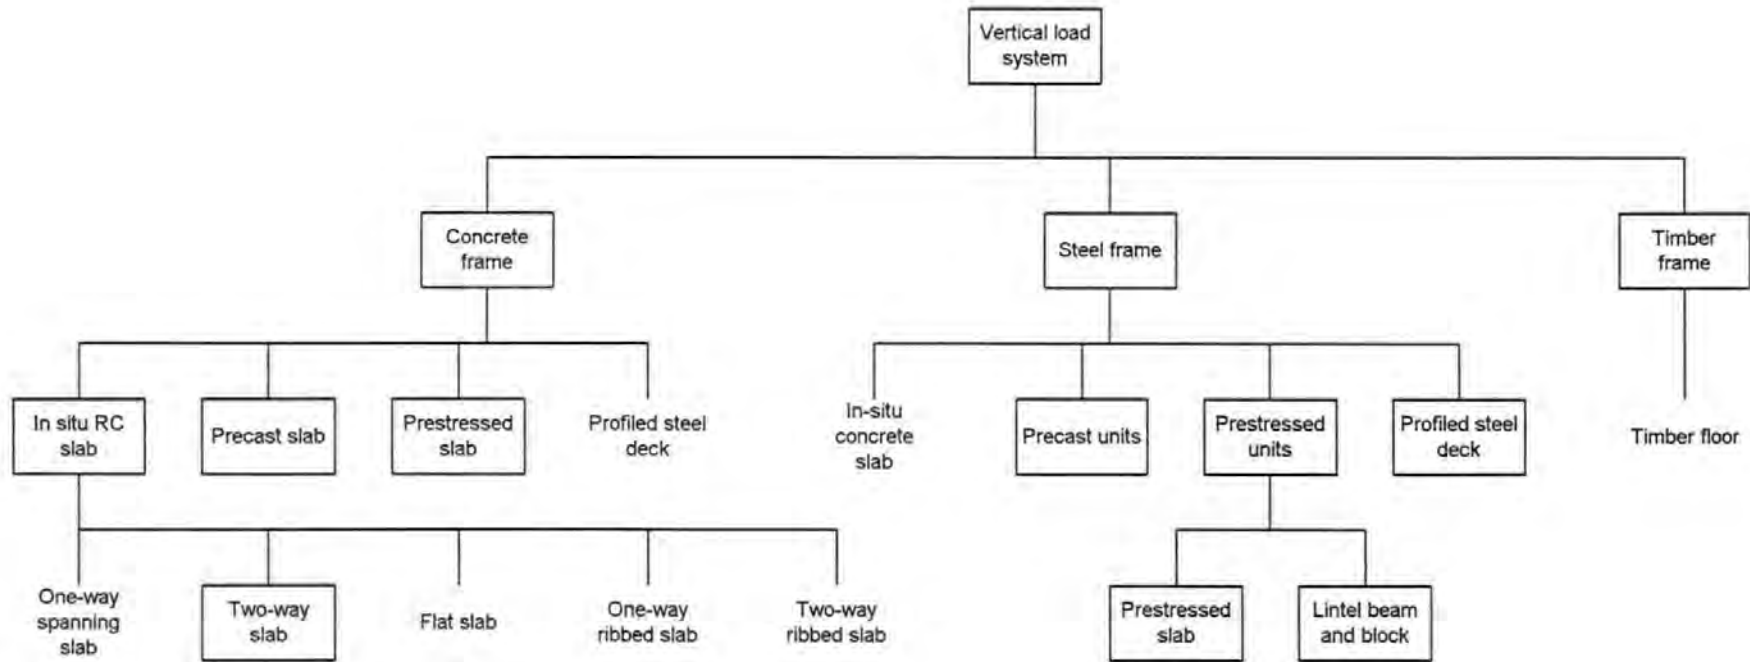 Vertical load
system
Concrete
frame
Steel frame
Timber
frame
In situ RC
slab
Precast slab
Prestressed
slab
Profiled steel
deck
In-situ
concrete
slab
Precast units
Prestressed
units
Profiled steel
deck
Timber floor
One-way
spanning
slab
Two-way
slab
Flat slab
One-way
ribbed slab
Two-way
ribbed slab
Prestressed
slab
Lintel beam
and block